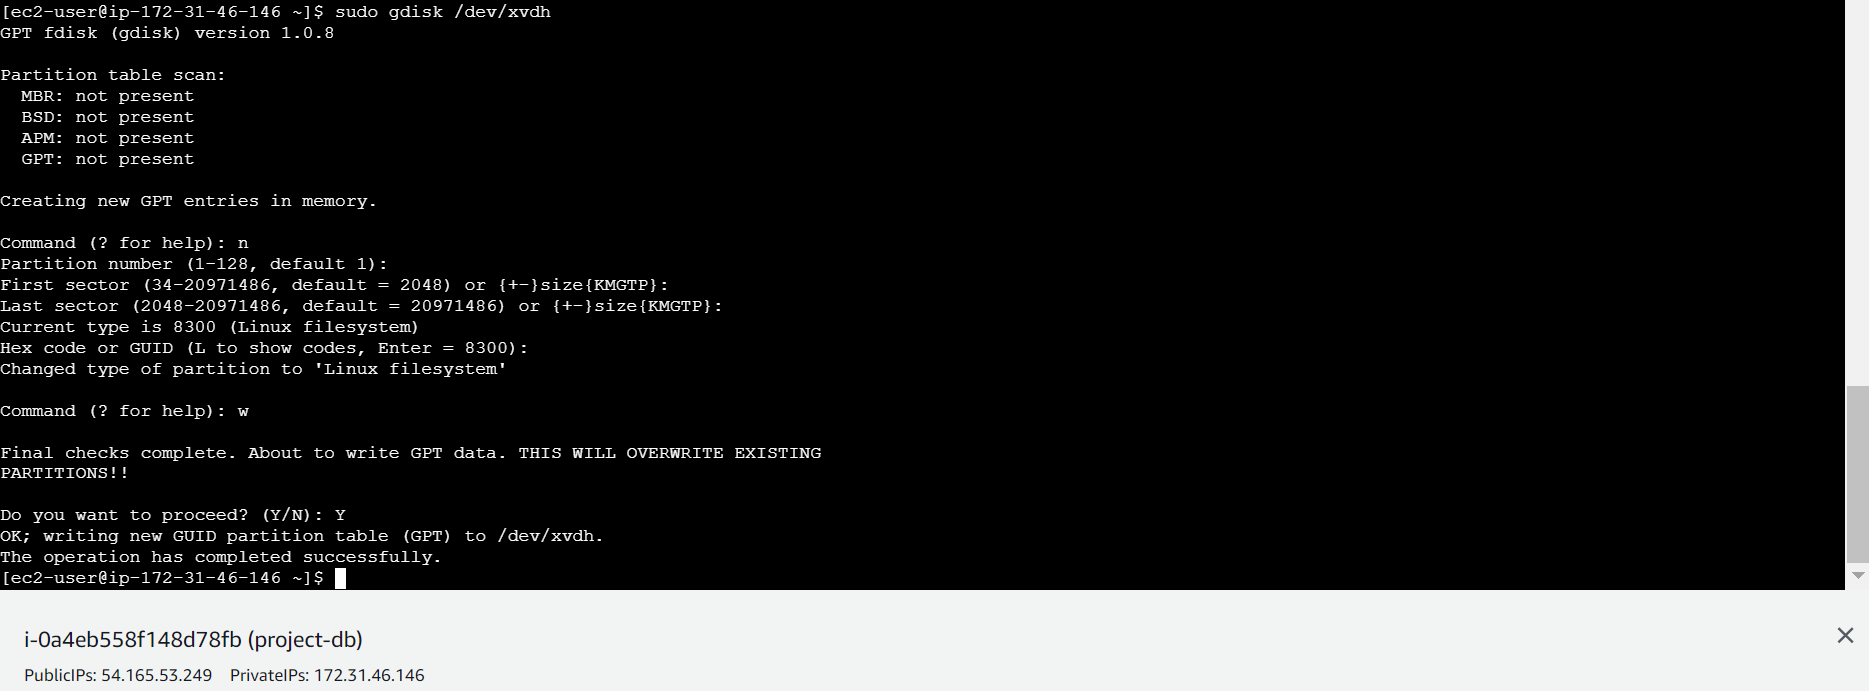 [ec2-user@ip-172-31-46-146 ~]$ sudo gdisk /dev/xvdh
GPT fdisk (gdisk) version 1.0.8
Partition table scan:
  MBR: not present
  BSD: not present
  APM: not present
  GPT: not present
Creating new GPT entries in memory.
Command (? for help): n
Partition number (1-128, default 1):
First sector (34-20971486, default = 2048) or {+-}size{KMGTP}:
Last sector (2048-20971486, default = 20971486) or {+-}size{KMGTP}:
Current type is 8300 (Linux filesystem)
Hex code or GUID (L to show codes, Enter = 8300):
Changed type of partition to 'Linux filesystem'
Command (? for help): w
Final checks complete. About to write GPT data. THIS WILL OVERWRITE EXISTING
PARTITIONS!!
Do you want to proceed? (Y/N): Y
OK; writing new GUID partition table (GPT) to /dev/xvdh.
The operation has completed successfully.
[ec2-user@ip-172-31-46-146 ~]$
i-0a4eb558f148d78fb (project-db)
PublicIPs: 54.165.53.249 PrivateIPs: 172.31.46.146